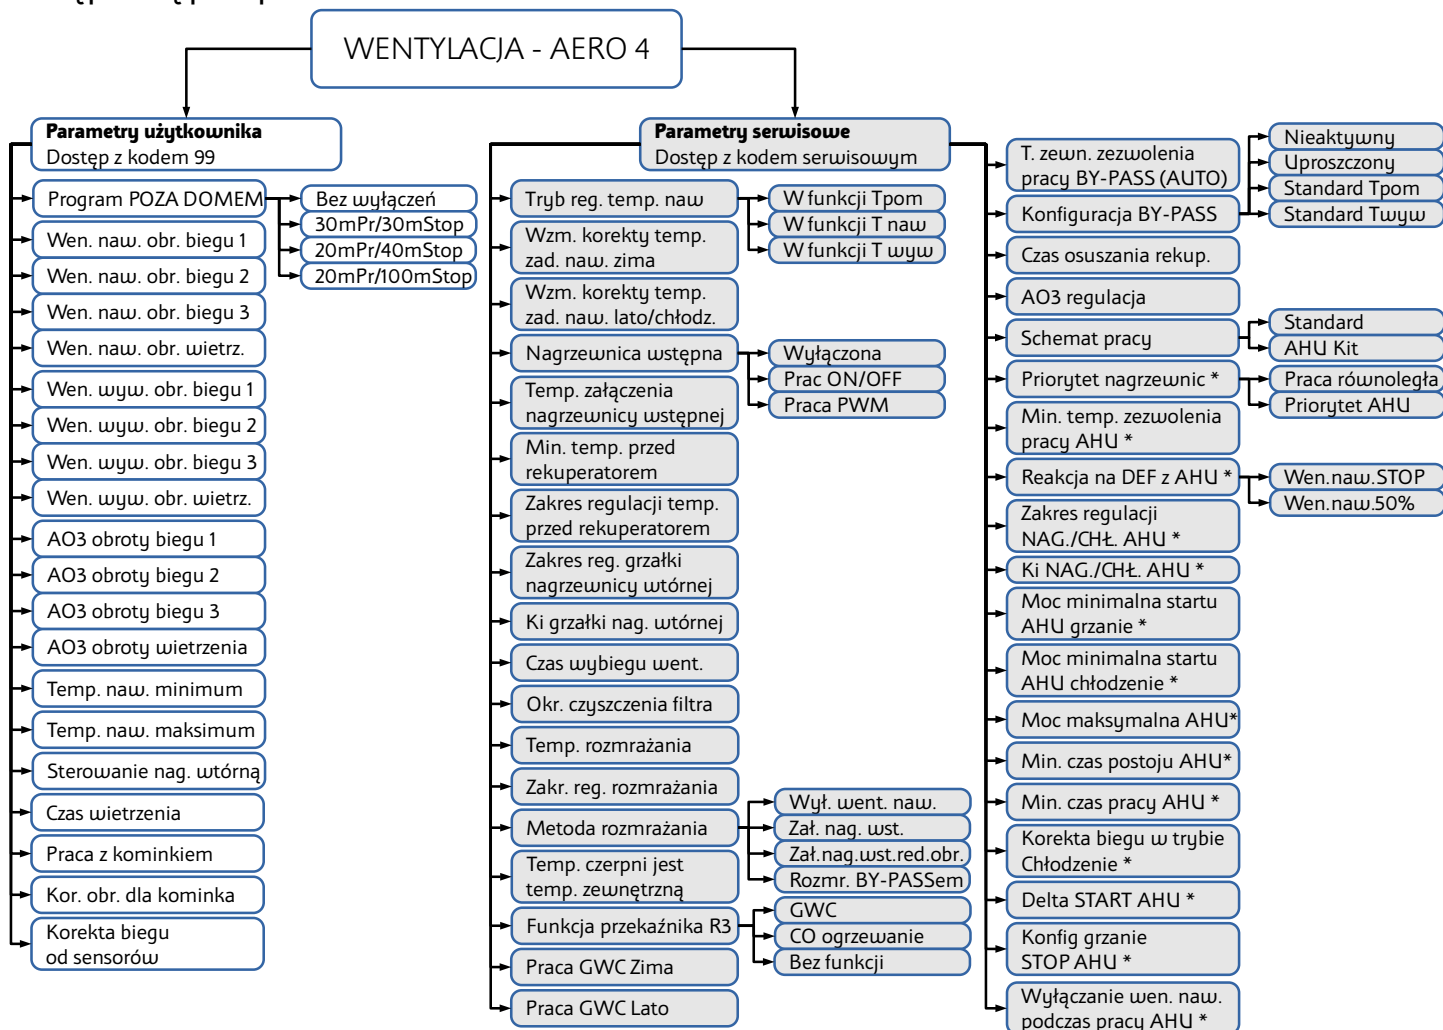 WENTYLACJA - AERO 4
Parametry użytkownika
Dostęp z kodem 99
Program POZA DOMEM
Bez wyłączeń
30mPr/30mStop
20mPr/40mStop
20mPr/100mStop
Wen. naw. obr. biegu 1
Wen. naw. obr. biegu 2
Wen. naw. obr. biegu 3
Wen. naw. obr. wietrz.
Wen. wyw. obr. biegu 1
Wen. wyw. obr. biegu 2
Wen. wyw. obr. biegu 3
Wen. wyw. obr. wietrz.
AO3 obroty biegu 1
AO3 obroty biegu 2
AO3 obroty biegu 3
AO3 obroty wietrzenia
Temp. naw. minimum
Temp. naw. maksimum
Sterowanie nag. wtórną
Czas wietrzenia
Praca z kominkiem
Kor. obr. dla kominka
Korekta biegu
od sensorów
Parametry serwisowe
Dostęp z kodem serwisowym
Tryb reg. temp. naw
W funkcji Tpom
W funkcji T naw
W funkcji T wyw
Wzm. korekty temp.
zad. naw. zima
Wzm. korekty temp.
zad. naw. lato/chłodz.
Nagrzewnica wstępna
Wyłączona
Prac ON/OFF
Praca PWM
Temp. załączenia
nagrzewnicy wstępnej
Min. temp. przed
rekuperatorem
Zakres regulacji temp.
przed rekuperatorem
Zakres reg. grzałki
nagrzewnicy wtórnej
Ki grzałki nag. wtórnej
Czas wybiegu went.
Okr. czyszczenia filtra
Temp. rozmrażania
Zakr. reg. rozmrażania
Metoda rozmrażania
Wył. went. naw.
Zał. nag. wst.
Zał.nag.wst.red.obr.
Rozmr. BY-PASSem
Temp. czerpni jest
temp. zewnętrzną
Funkcja przekaźnika R3
GWC
CO ogrzewanie
Bez funkcji
Praca GWC Zima
Praca GWC Lato
T. zewn. zezwolenia
pracy BY-PASS (AUTO)
Konfiguracja BY-PASS
Nieaktywny
Uproszczony
Standard Tpom
Standard Twyw
Czas osuszania rekup.
AO3 regulacja
Schemat pracy
Standard
AHU Kit
Priorytet nagrzewnic *
Praca równoległa
Priorytet AHU
Min. temp. zezwolenia
pracy AHU *
Reakcja na DEF z AHU *
Wen.naw.STOP
Wen.naw.50%
Zakres regulacji
NAG./CHŁ. AHU *
Ki NAG./CHŁ. AHU *
Moc minimalna startu
AHU grzanie *
Moc minimalna startu
AHU chłodzenie *
Moc maksymalna AHU*
Min. czas postoju AHU*
Min. czas pracy AHU *
Korekta biegu w trybie
Chłodzenie *
Delta START AHU *
Konfig grzanie
STOP AHU *
Wyłączanie wen. naw.
podczas pracy AHU *